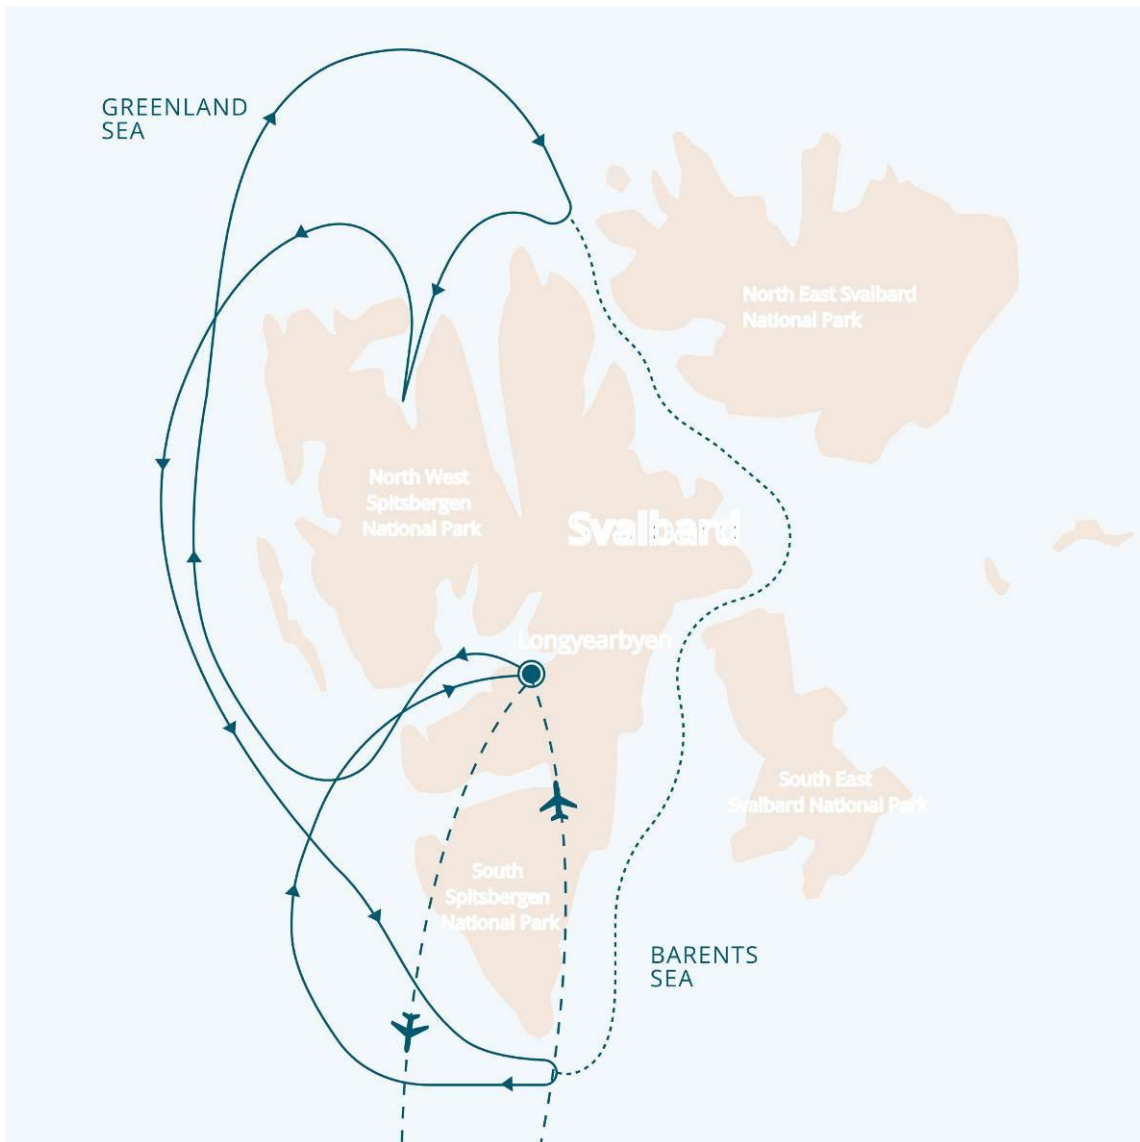 GREENLAND
SEA
North East Svalbard
National Park
North West
Spitsbergen
National Park
Svalbard
Longyearbyen
South East
Svalbard National Park
South
Spitsbergen
National Park
BARENTS
SEA